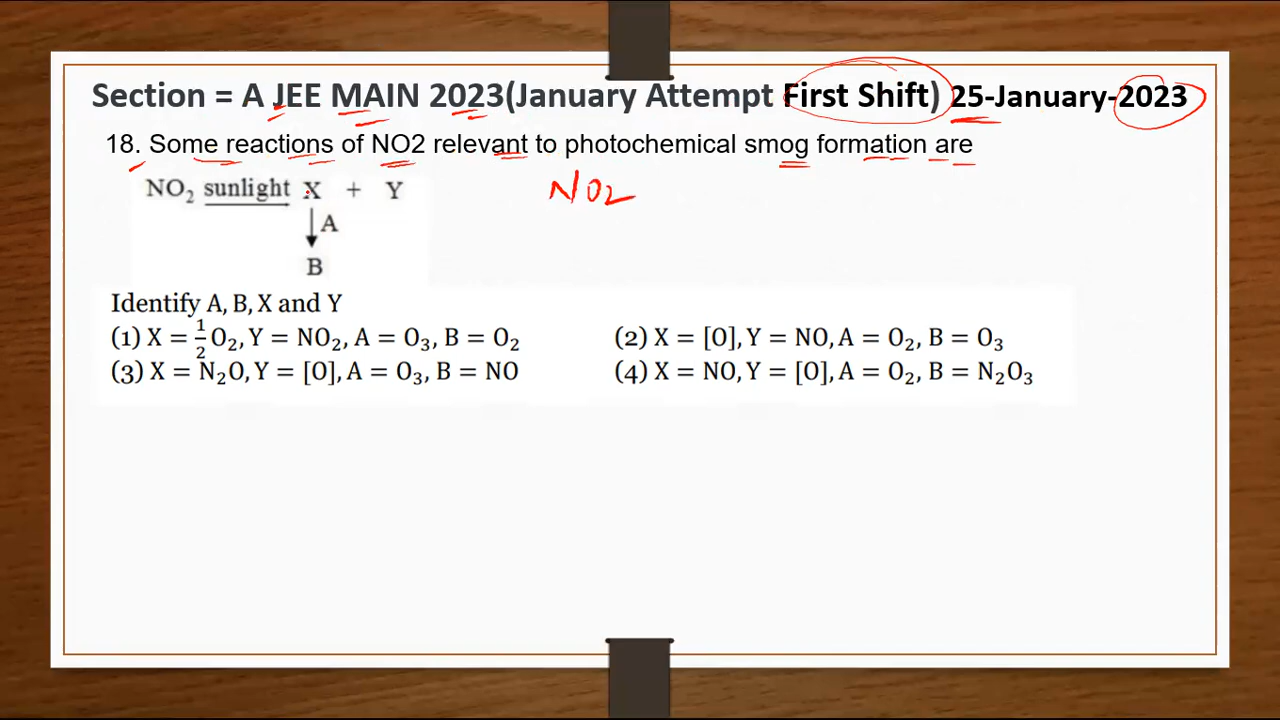 Section = A JEE MAIN 2023(January Attempt First Shift) 25-January-2023
18. Some reactions of NO2 relevant to photochemical smog formation are
NO₂ sunlight X + Y
NO2
A
B
Identify A, B, X and Y
(1) X = 1/2 O₂, Y = NO₂, A = O₃, B = O₂
(2) X = [O], Y = NO, A = O₂, B = O₃
(3) X = N₂O, Y = [O], A = O₃, B = NO
(4) X = NO, Y = [O], A = O₂, B = N₂O₃